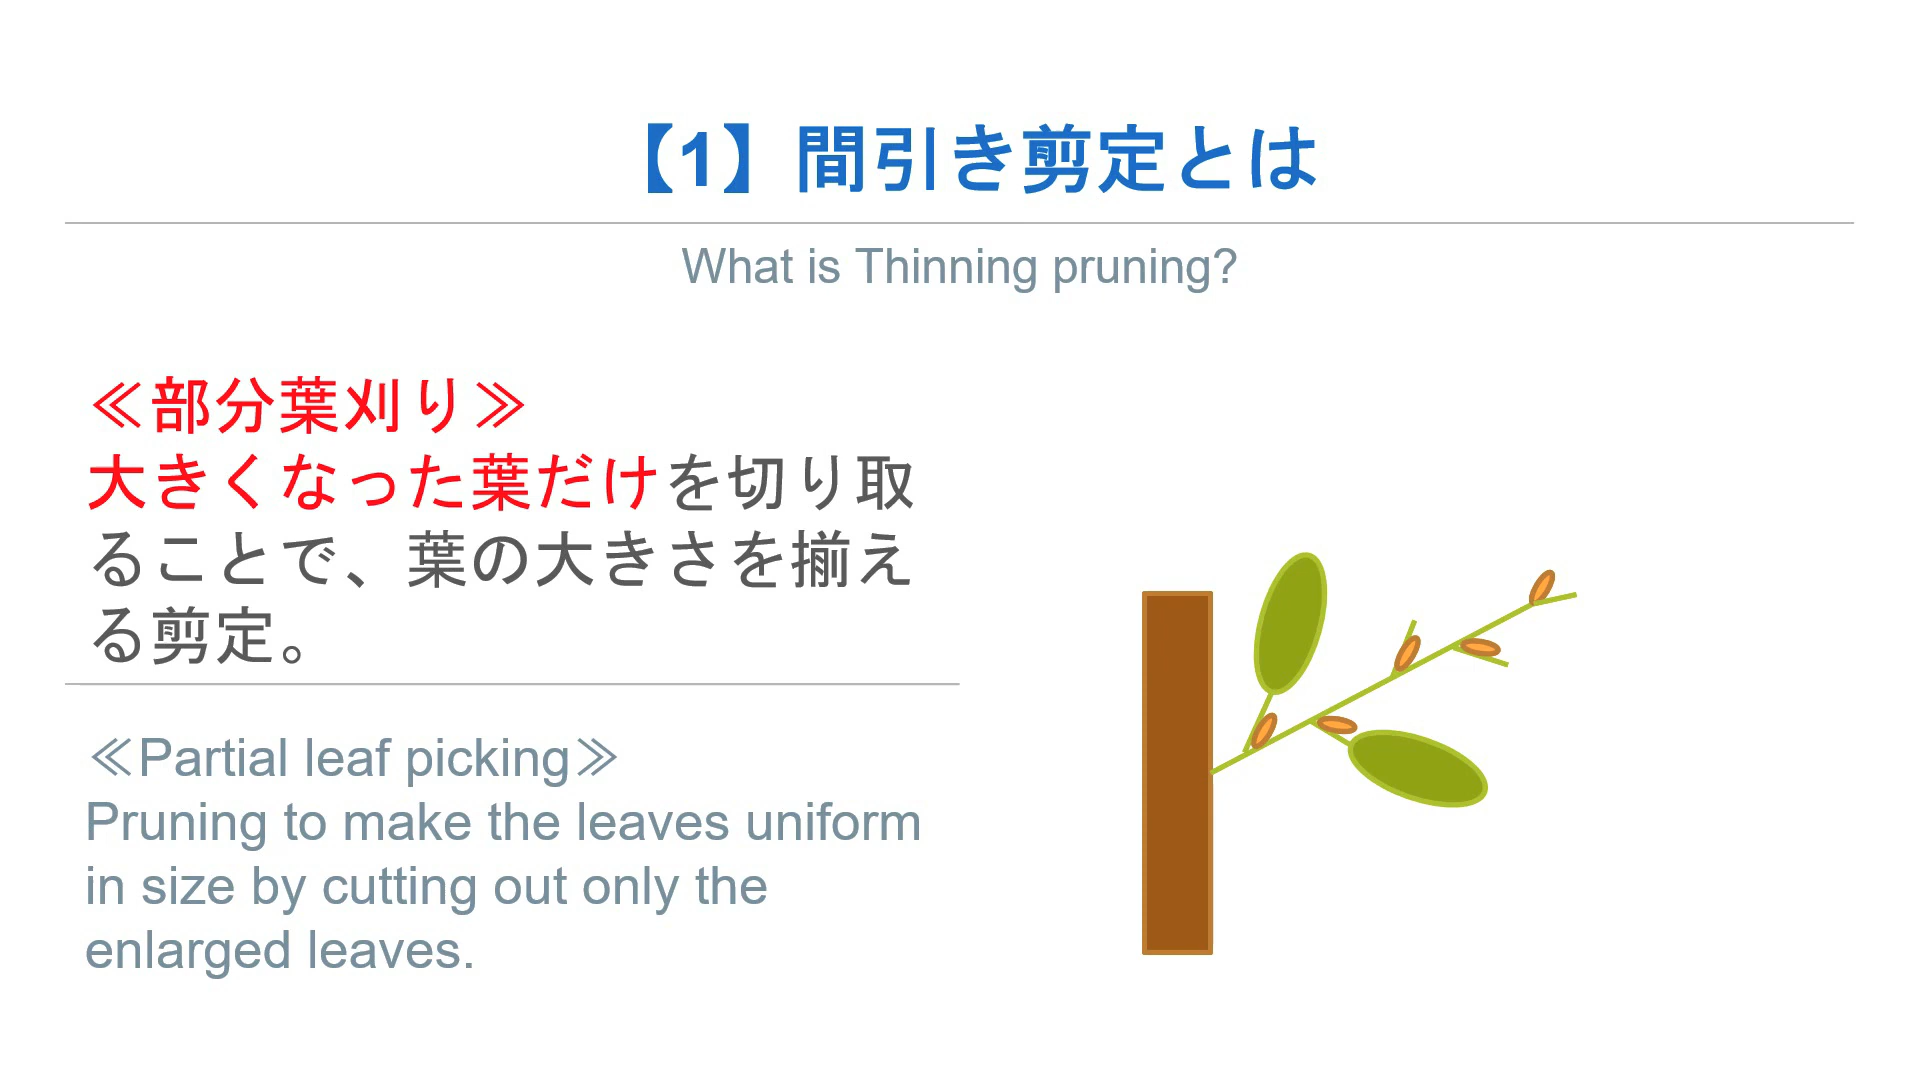 【1】間引き剪定とは
What is Thinning pruning?
≪部分葉刈り≫
大きくなった葉だけを切り取
ることで、葉の大きさを揃え
る剪定。
≪Partial leaf picking≫
Pruning to make the leaves uniform
in size by cutting out only the
enlarged leaves.